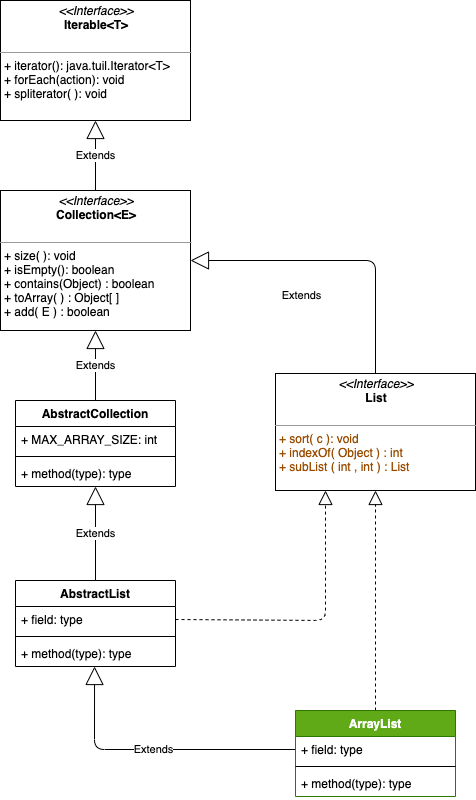 <<Interface>>
Iterable<T>
+ iterator(): java.tuil.Iterator<T>
+ forEach(action): void
+ spliterator( ): void
Extends
<<Interface>>
Collection<E>
+ size( ): void
+ isEmpty(): boolean
+ contains(Object) : boolean
+ toArray( ) : Object[ ]
+ add( E ) : boolean
Extends
Extends
<<Interface>>
List
+ sort( c ): void
+ indexOf( Object ) : int
+ subList ( int , int ) : List
AbstractCollection
+ MAX_ARRAY_SIZE: int
+ method(type): type
Extends
AbstractList
+ field: type
+ method(type): type
Extends
ArrayList
+ field: type
+ method(type): type